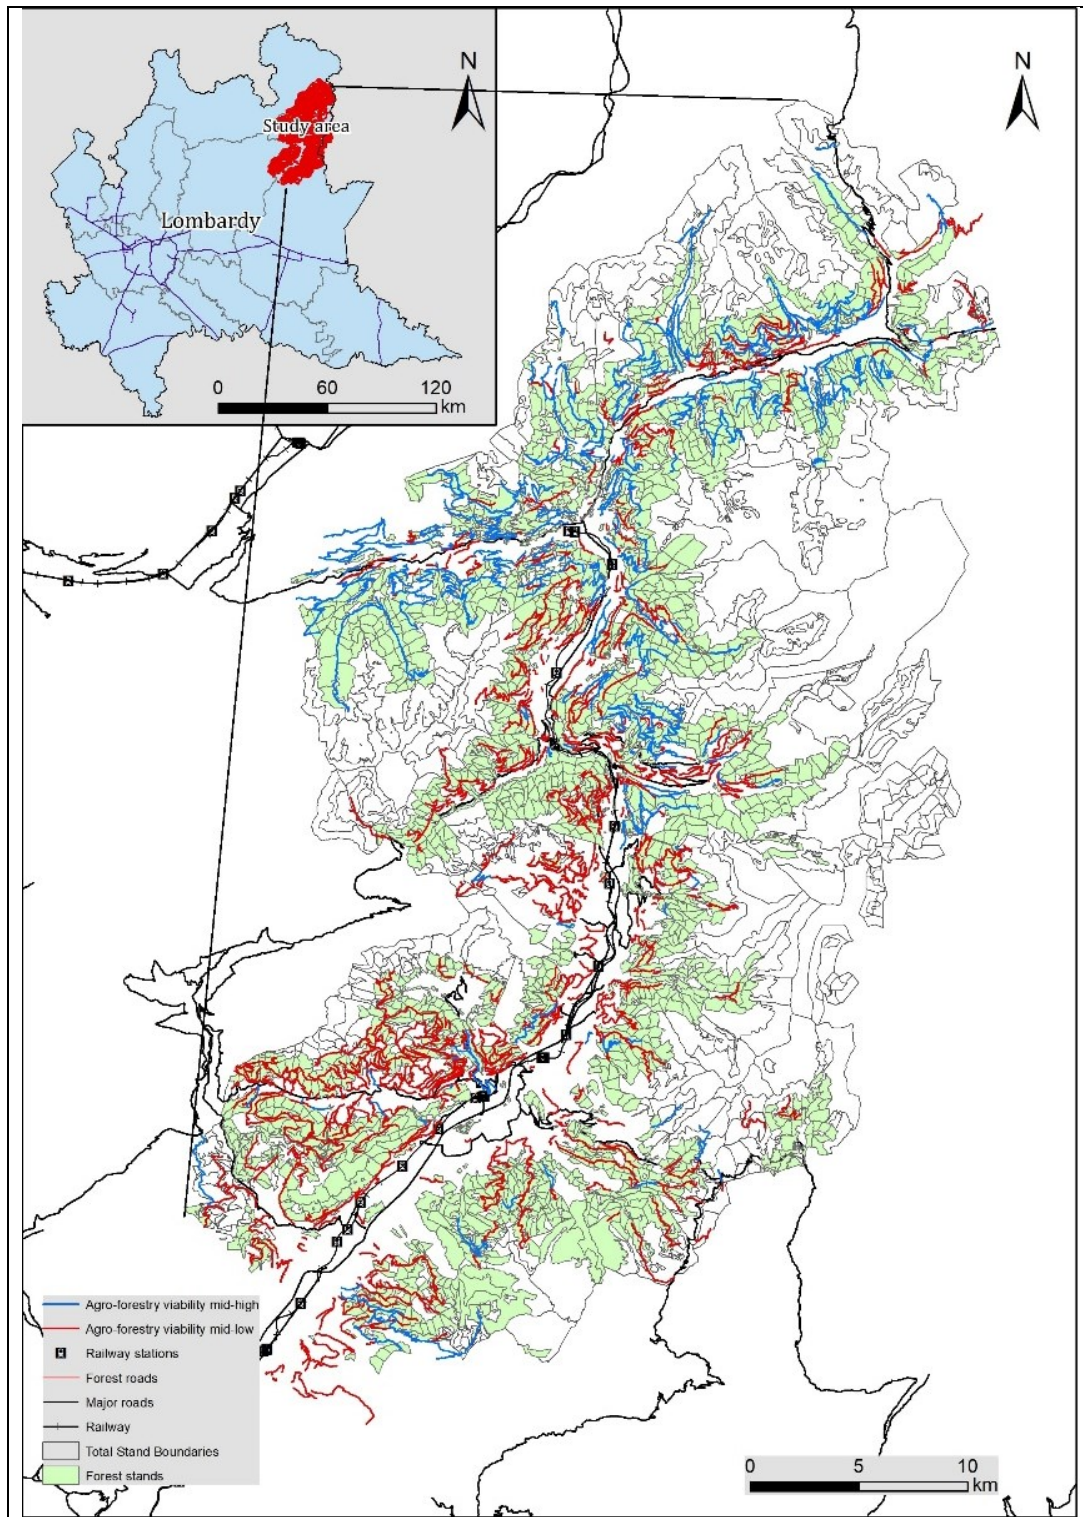 N
N
Study area
Lombardy
0 60 120
km
Agro-forestry viability mid-high
Agro-forestry viability mid-low
Railway stations
Forest roads
Major roads
Railway
Total Stand Boundaries
Forest stands
0 5 10
km